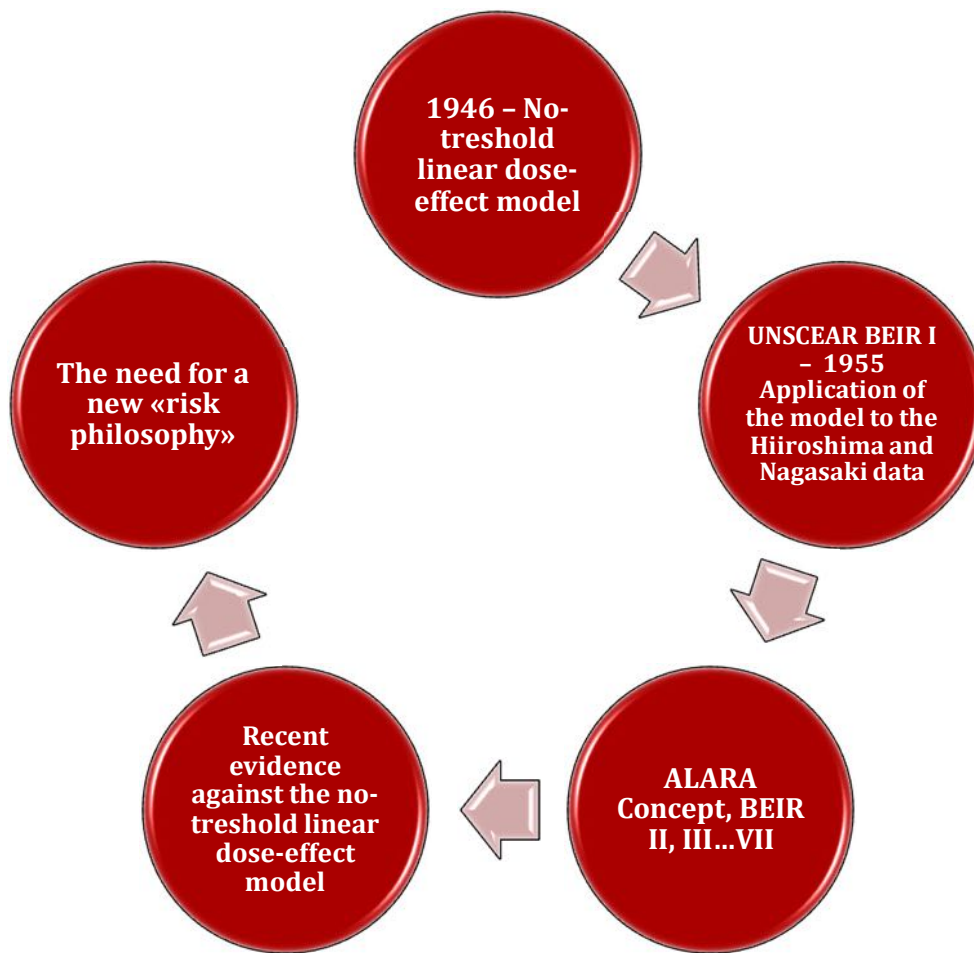 1946 – No-
treshold
linear dose-
effect model
UNSCEAR BEIR I
– 1955
Application of
the model to the
Hiiroshima and
Nagasaki data
ALARA
Concept, BEIR
II, III...VII
Recent
evidence
against the no-
treshold linear
dose-effect
model
The need for a
new «risk
philosophy»